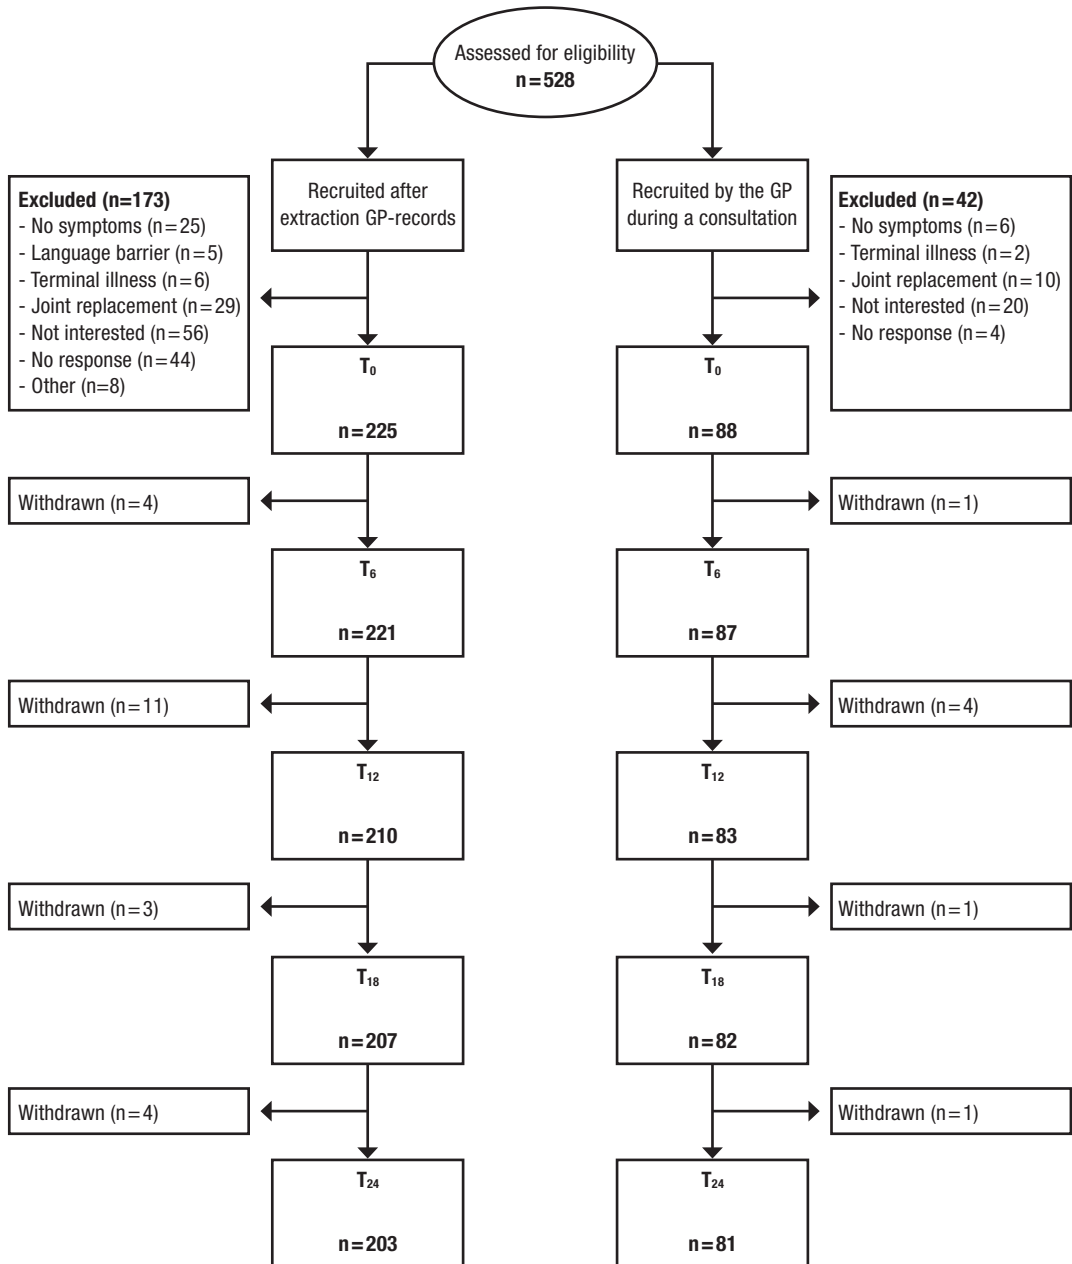 Assessed for eligibility
n=528
Recruited after
extraction GP-records
Recruited by the GP
during a consultation
Excluded (n=173)
- No symptoms (n=25)
- Language barrier (n=5)
- Terminal illness (n=6)
- Joint replacement (n=29)
- Not interested (n=56)
- No response (n=44)
- Other (n=8)
Excluded (n=42)
- No symptoms (n=6)
- Terminal illness (n=2)
- Joint replacement (n=10)
- Not interested (n=20)
- No response (n=4)
T₀
n=225
T₀
n=88
Withdrawn (n=4)
Withdrawn (n=1)
T₆
n=221
T₆
n=87
Withdrawn (n=11)
Withdrawn (n=4)
T₁₂
n=210
T₁₂
n=83
Withdrawn (n=3)
Withdrawn (n=1)
T₁₈
n=207
T₁₈
n=82
Withdrawn (n=4)
Withdrawn (n=1)
T₂₄
n=203
T₂₄
n=81